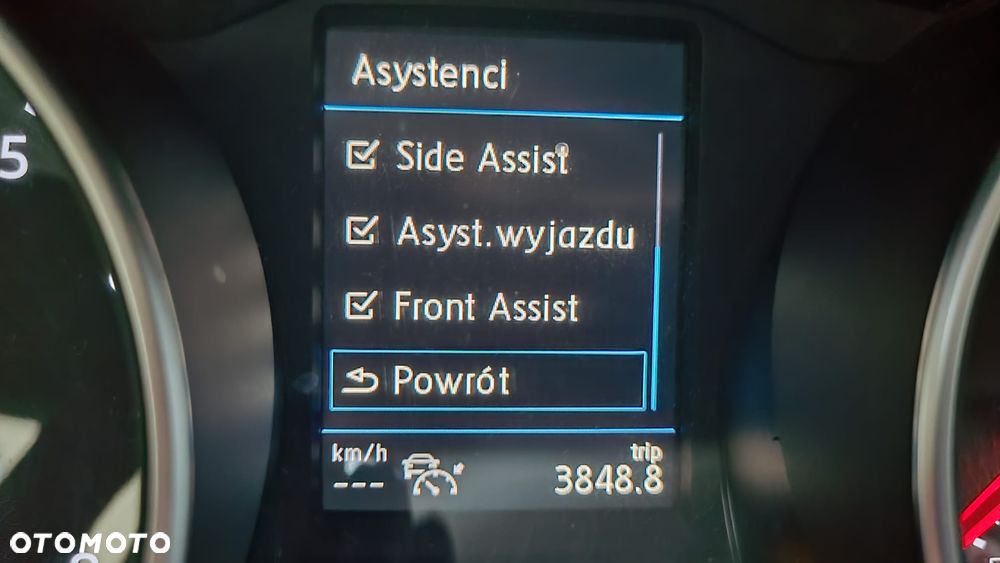 Asystenci
5
Side Assist
Asyst.wyjazdu
Front Assist
Powrót
km/h
trip
--- 3848.8
OTOMOTO